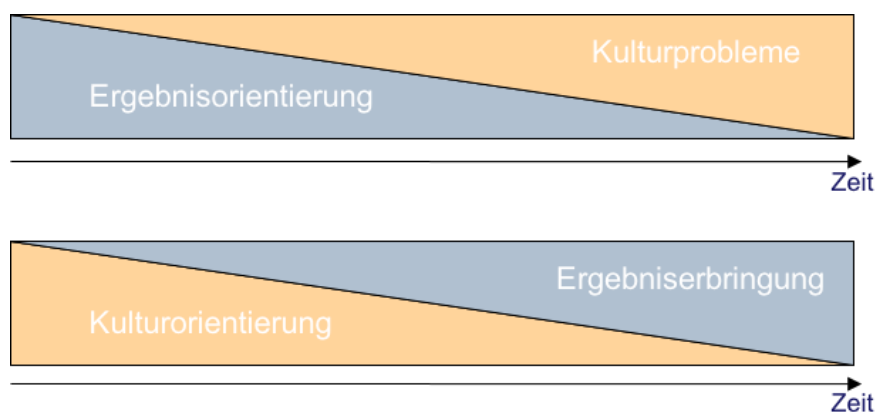 Kulturprobleme
Ergebnisorientierung
Zeit
Ergebniserbringung
Kulturorientierung
Zeit